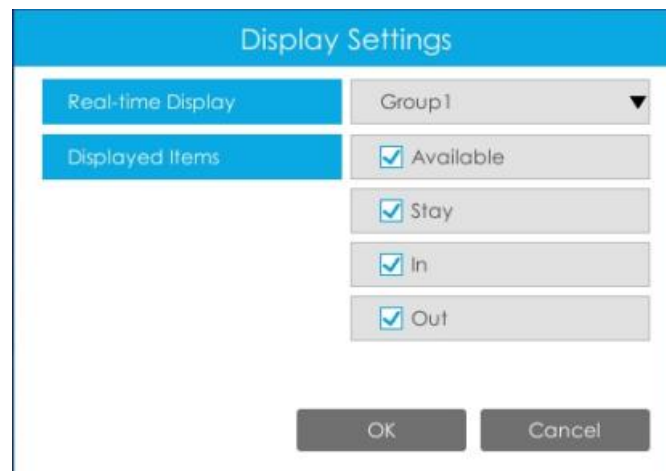 Display Settings
Real-time Display Group1
Displayed Items Available
Stay
In
Out
OK Cancel